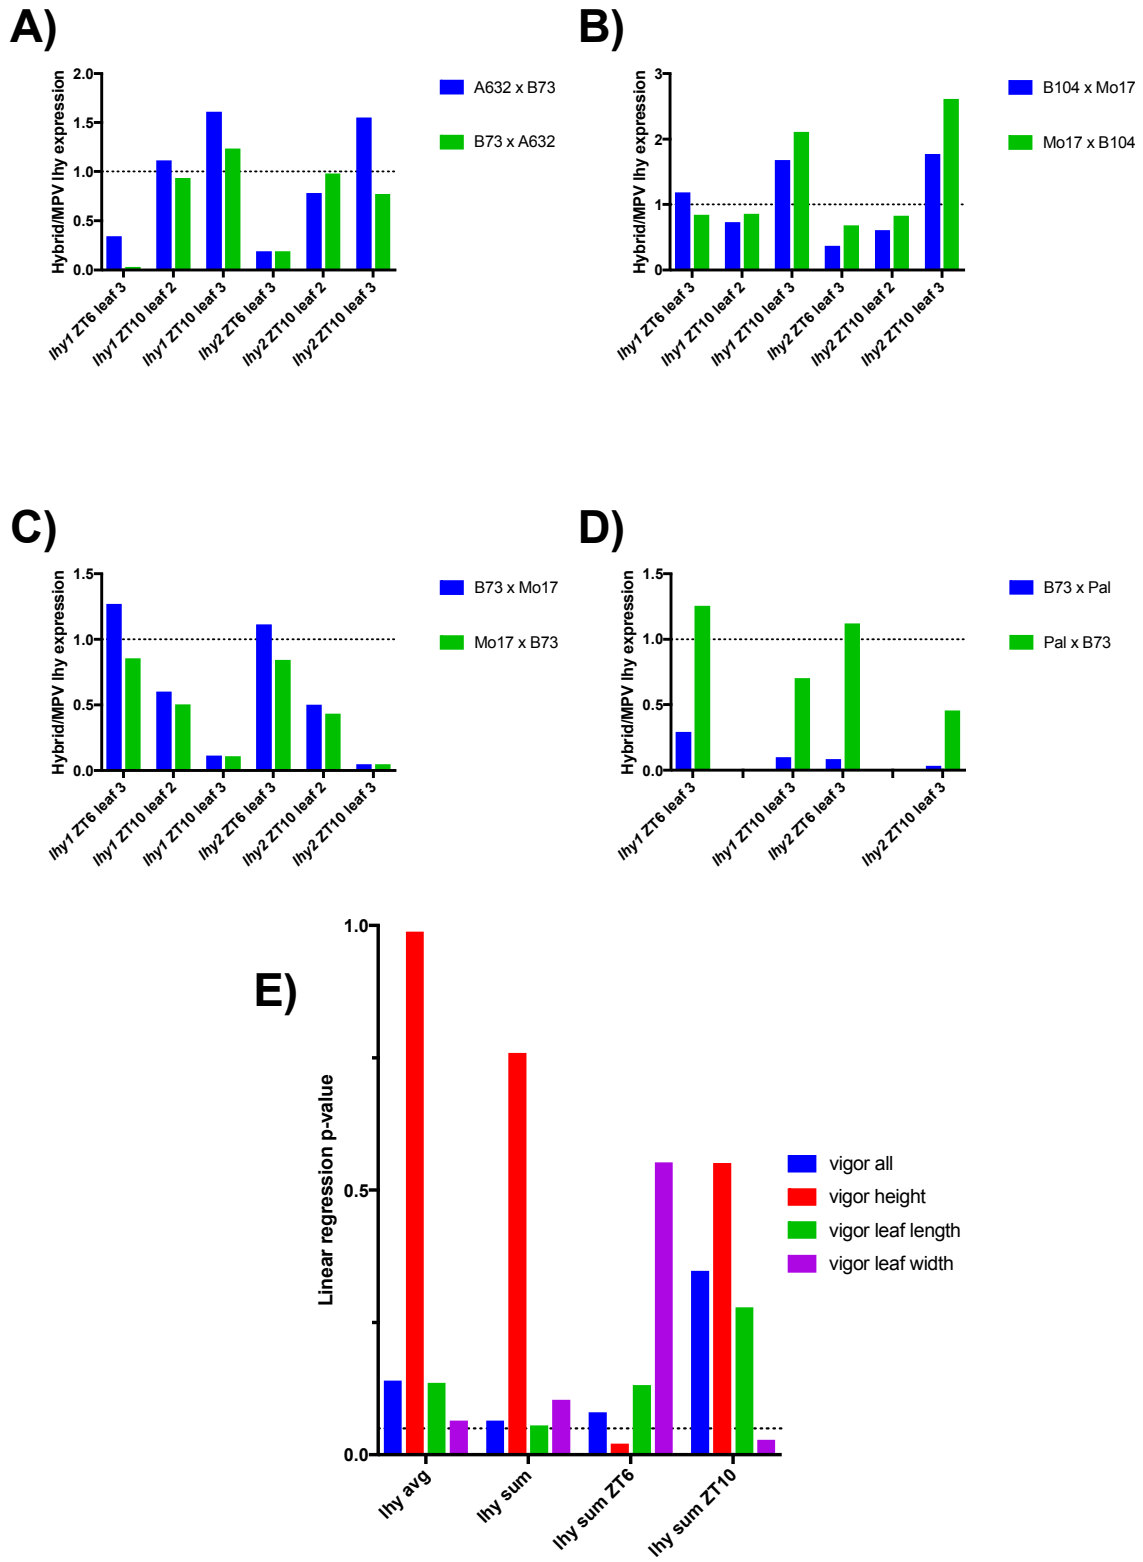 A)
Hybrid/MPV lhy expression
2.0
1.5
1.0
0.5
0.0
lhy1 ZT6 leaf 3
lhy1 ZT10 leaf 2
lhy1 ZT10 leaf 3
lhy2 ZT6 leaf 3
lhy2 ZT10 leaf 2
lhy2 ZT10 leaf 3
A632 x B73
B73 x A632
B)
Hybrid/MPV lhy expression
3
2
1
0
lhy1 ZT6 leaf 3
lhy1 ZT10 leaf 2
lhy1 ZT10 leaf 3
lhy2 ZT6 leaf 3
lhy2 ZT10 leaf 2
lhy2 ZT10 leaf 3
B104 x Mo17
Mo17 x B104
C)
Hybrid/MPV lhy expression
1.5
1.0
0.5
0.0
lhy1 ZT6 leaf 3
lhy1 ZT10 leaf 2
lhy1 ZT10 leaf 3
lhy2 ZT6 leaf 3
lhy2 ZT10 leaf 2
lhy2 ZT10 leaf 3
B73 x Mo17
Mo17 x B73
D)
Hybrid/MPV lhy expression
1.5
1.0
0.5
0.0
lhy1 ZT6 leaf 3
lhy1 ZT10 leaf 3
lhy2 ZT6 leaf 3
lhy2 ZT10 leaf 3
B73 x Pal
Pal x B73
E)
Linear regression p-value
1.0
0.5
0.0
lhy avg
lhy sum
lhy sum ZT6
lhy sum ZT10
vigor all
vigor height
vigor leaf length
vigor leaf width